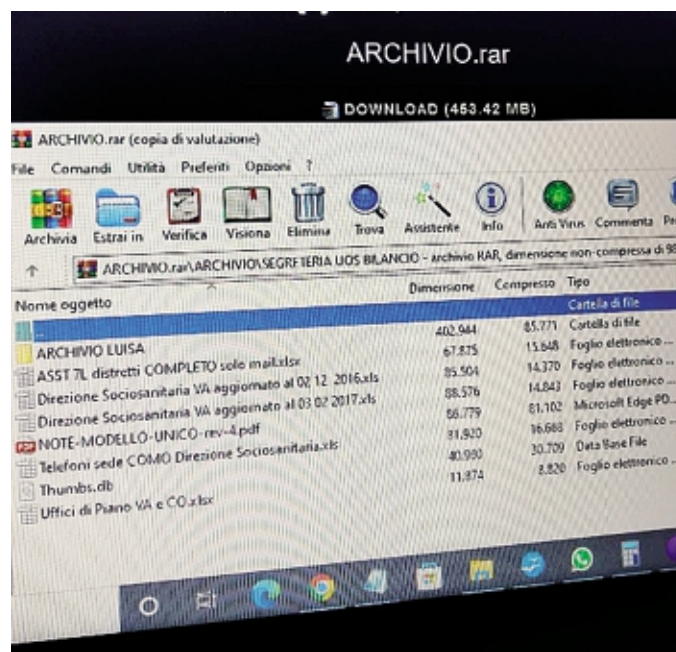 ARCHIVIO.rar
DOWNLOAD (453.42 MB)
ARCHIVIO.rar (copia di valutazione)
File Comandi Utilità Preferiti Opzioni ?
Archivia Estrai in Verifica Visiona Elimina Trova Assistente Info Anti Virus Commenta
ARCHIVIO.rar\ARCHIVIO\SEGRETERIA UOS BILANCIO - archivio RAR, dimensione non-compressa di
Nome oggetto Dimensione Compresso Tipo
.. Cartella di file
ARCHIVIO LUISA 402.944 85.771 Cartella di file
ASST 7L distretti COMPLETO solo mail.xlsx 67.875 15.648 Foglio elettronico ...
Direzione Sociosanitaria VA aggiornato al 02 12 2016.xls 85.504 14.370 Foglio elettronico ...
Direzione Sociosanitaria VA aggiornato al 03 02 2017.xls 88.576 14.843 Foglio elettronico ...
NOTE-MODELLO-UNICO-rev-4.pdf 86.779 81.102 Microsoft Edge PD...
Telefoni sede COMO Direzione Sociosanitaria.xls 31.920 16.668 Foglio elettronico ...
Thumbs.db 40.990 30.709 Data Base File
Uffici di Piano VA e CO.xlsx 11.874 8.820 Foglio elettronico ...